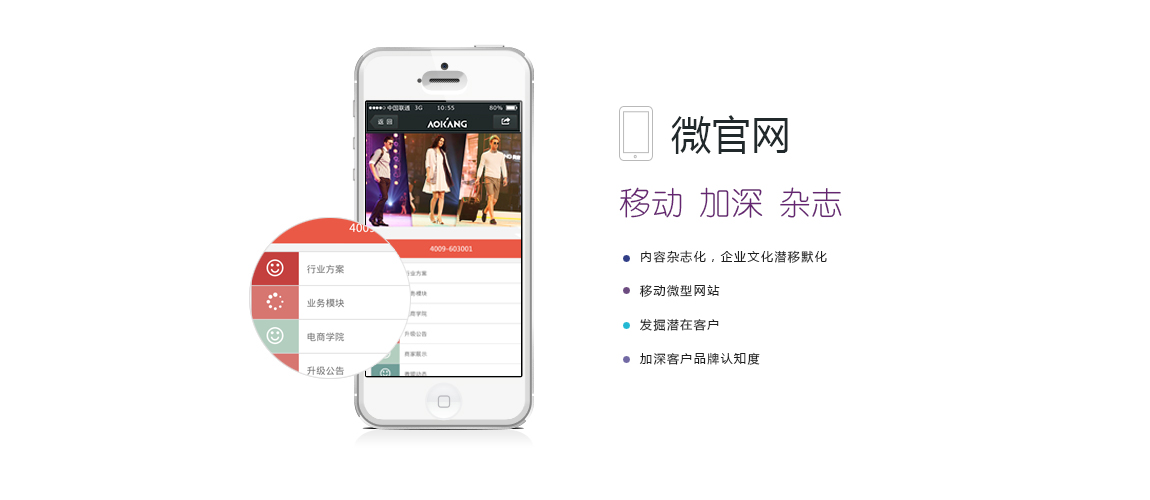 中国联通 3G 10:55 80%
返 回 AOKANG
4009-603001
行业方案
业务模块
电商学院
升级公告
商家展示
4009
行业方案
业务模块
电商学院
升级公告
微官网
移动 加深 杂志
内容杂志化，企业文化潜移默化
移动微型网站
发掘潜在客户
加深客户品牌认知度